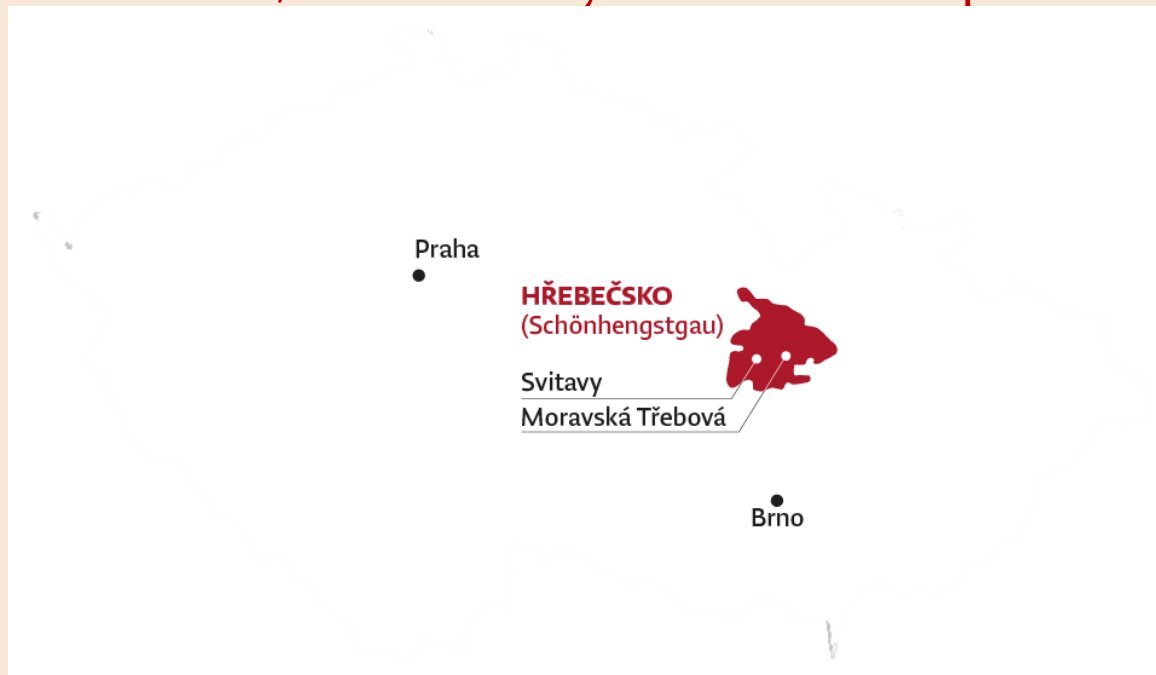 Praha
HŘEBEČSKO
(Schönhengstgau)
Svitavy
Moravská Třebová
Brno